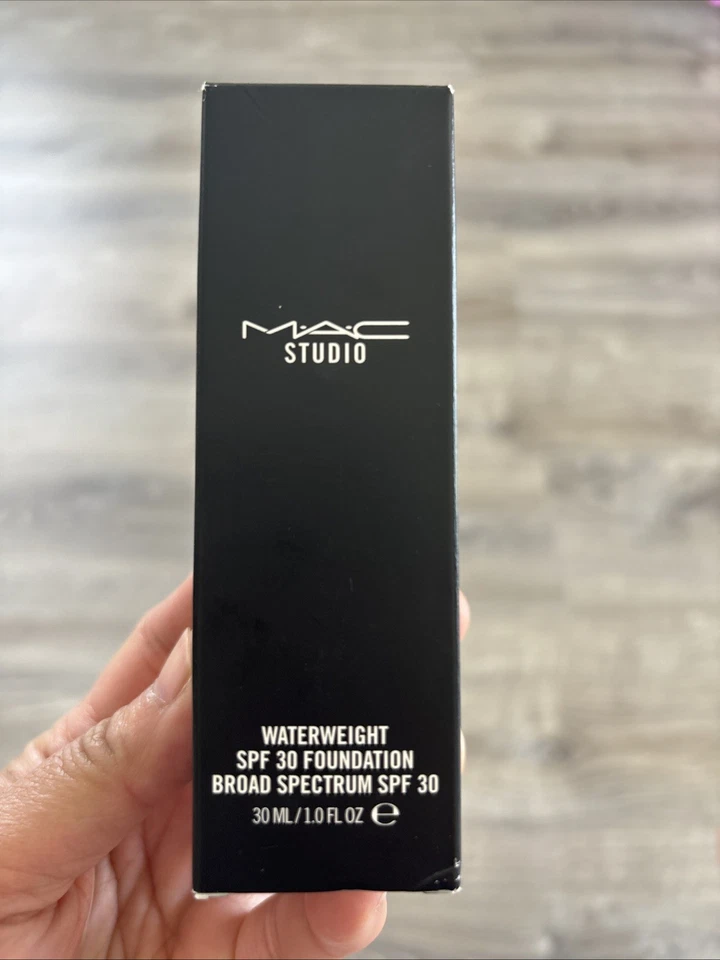 M·A·C
STUDIO
WATERWEIGHT
SPF 30 FOUNDATION
BROAD SPECTRUM SPF 30
30 ML / 1.0 FL OZ ℮